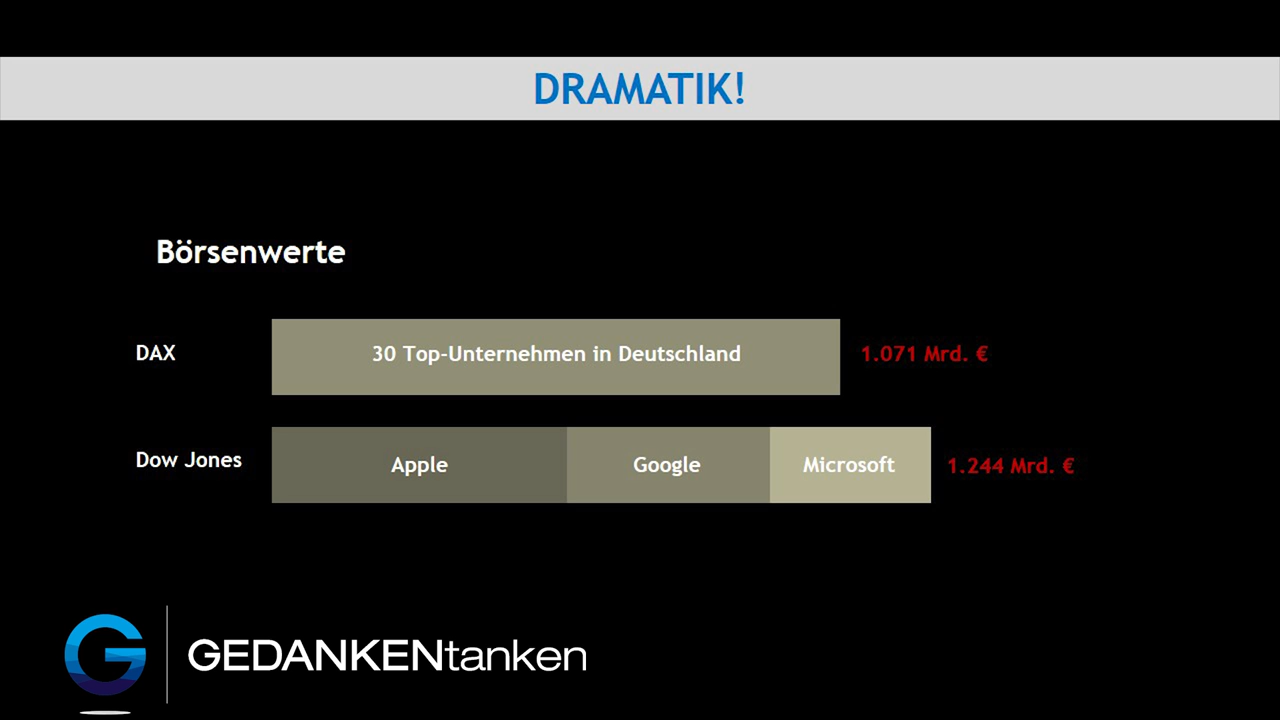 DRAMATIK!
Börsenwerte
DAX
30 Top-Unternehmen in Deutschland
1.071 Mrd. €
Dow Jones
Apple
Google
Microsoft
1.244 Mrd. €
G
GEDANKENtanken